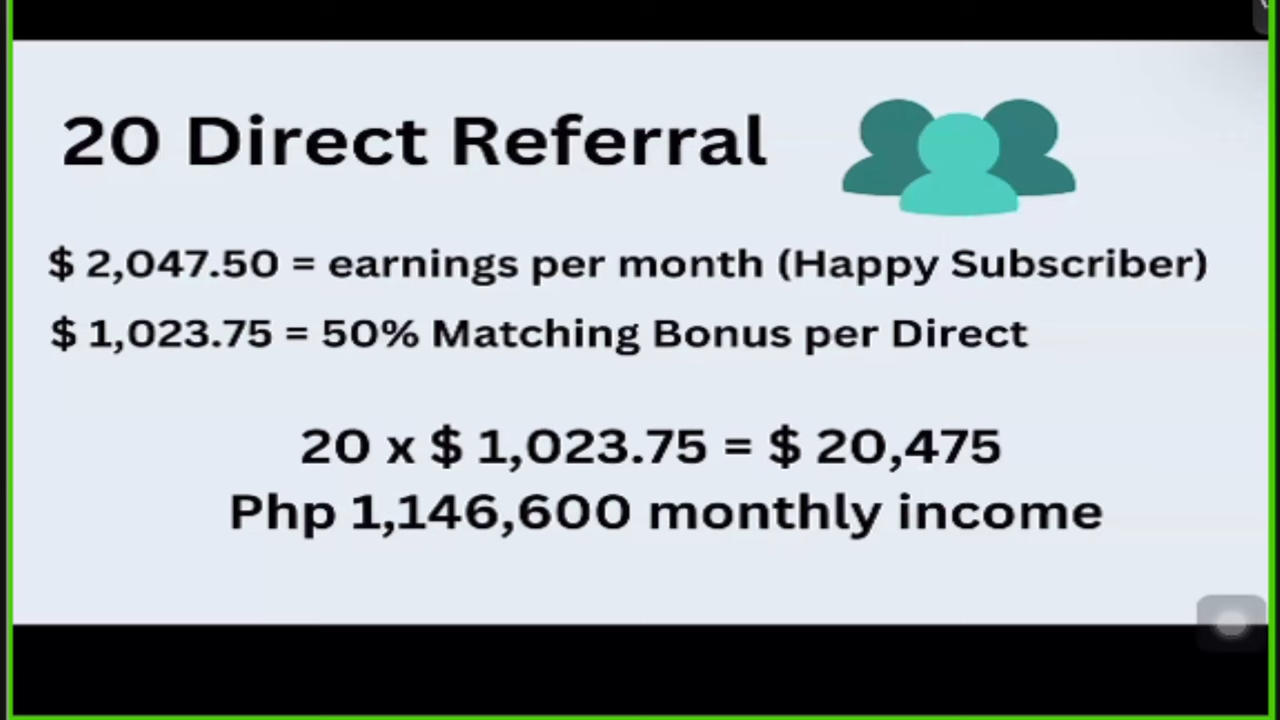 20 Direct Referral
$ 2,047.50 = earnings per month (Happy Subscriber)
$ 1,023.75 = 50% Matching Bonus per Direct
20 x $ 1,023.75 = $ 20,475
Php 1,146,600 monthly income